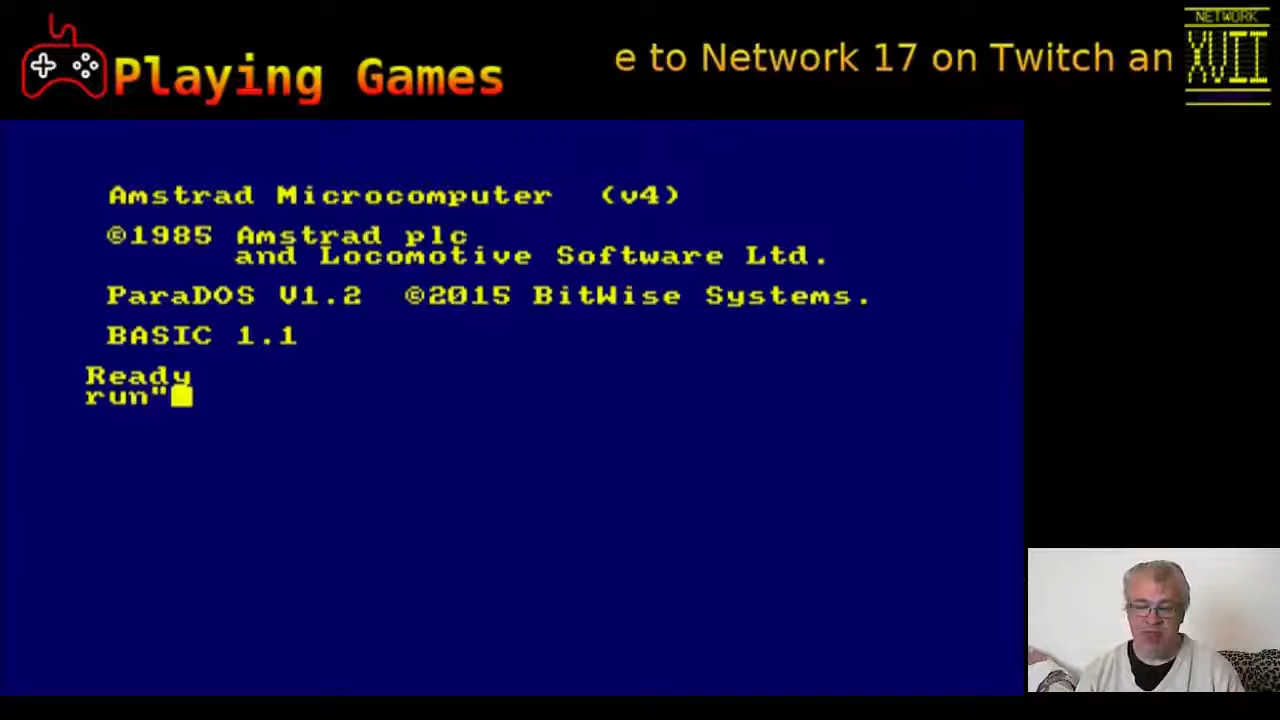 Playing Games
e to Network 17 on Twitch an
NETWORK
XVII
Amstrad Microcomputer (v4)
©1985 Amstrad plc
and Locomotive Software Ltd.
ParaDOS V1.2 ©2015 BitWise Systems.
BASIC 1.1
Ready
run"